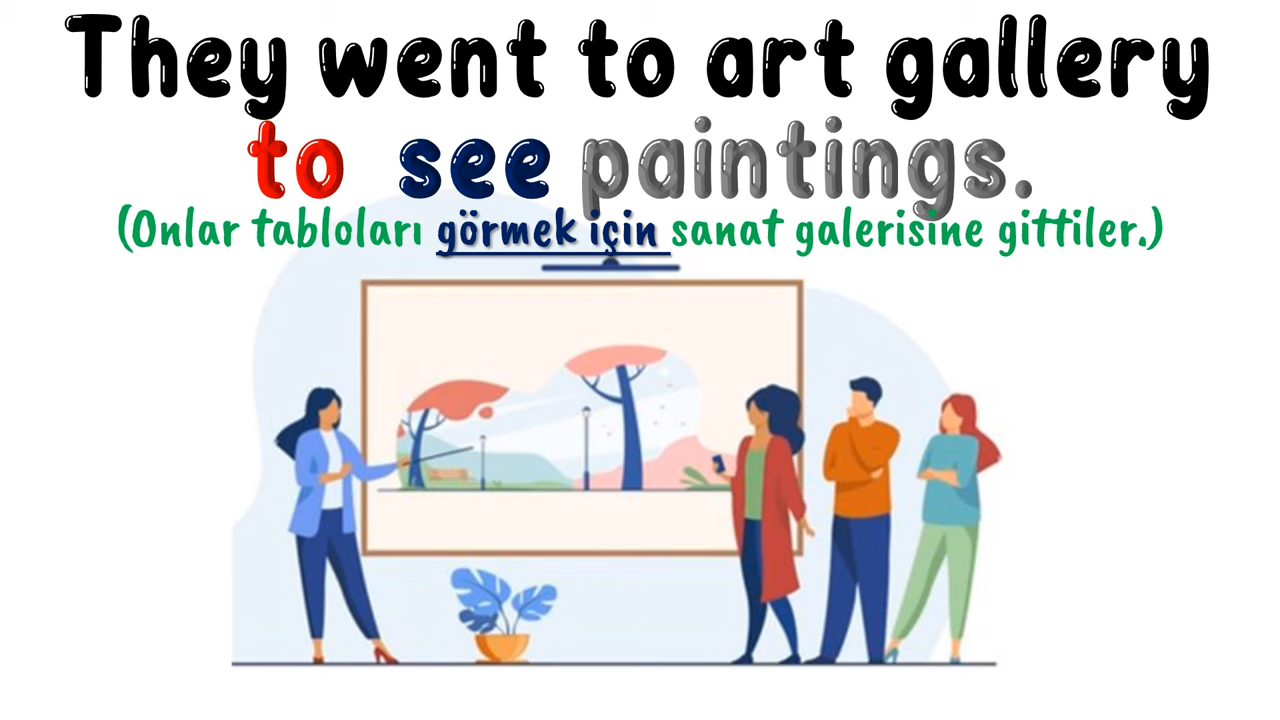 They went to art gallery
to see paintings.
(Onlar tabloları görmek için sanat galerisine gittiler.)